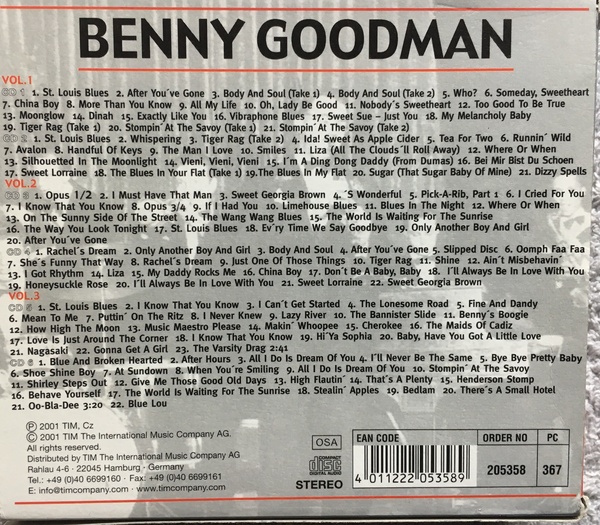 BENNY GOODMAN
VOL.1
CD 1 1. St. Louis Blues 2. After You´ve Gone 3. Body And Soul (Take 1) 4. Body And Soul (Take 2) 5. Who? 6. Someday, Sweetheart
7. China Boy 8. More Than You Know 9. All My Life 10. Oh, Lady Be Good 11. Nobody´s Sweetheart 12. Too Good To Be True
13. Moonglow 14. Dinah 15. Exactly Like You 16. Vibraphone Blues 17. Sweet Sue – Just You 18. My Melancholy Baby
19. Tiger Rag (Take 1) 20. Stompin´ At The Savoy (Take 1) 21. Stompin´ At The Savoy (Take 2)
CD 2 1. St. Louis Blues 2. Whispering 3. Tiger Rag (Take 2) 4. Ida! Sweet As Apple Cider 5. Tea For Two 6. Runnin´ Wild
7. Avalon 8. Handful Of Keys 9. The Man I Love 10. Smiles 11. Liza (All The Clouds´ll Roll Away) 12. Where Or When
13. Silhouetted In The Moonlight 14. Vieni, Vieni, Vieni 15. I´m A Ding Dong Daddy (From Dumas) 16. Bei Mir Bist Du Schoen
17. Sweet Lorraine 18. The Blues In Your Flat (Take 1) 19.The Blues In My Flat 20. Sugar (That Sugar Baby Of Mine) 21. Dizzy Spells
VOL.2
CD 3 1. Opus 1/2 2. I Must Have That Man 3. Sweet Georgia Brown 4. ´S Wonderful 5. Pick-A-Rib, Part 1 6. I Cried For You
7. I Know That You Know 8. Opus 3/4 9. If I Had You 10. Limehouse Blues 11. Blues In The Night 12. Where Or When
13. On The Sunny Side Of The Street 14. The Wang Wang Blues 15. The World Is Waiting For The Sunrise
16. The Way You Look Tonight 17. St. Louis Blues 18. Ev´ry Time We Say Goodbye 19. Only Another Boy And Girl
20. After You´ve Gone
CD 4 1. Rachel´s Dream 2. Only Another Boy And Girl 3. Body And Soul 4. After You´ve Gone 5. Slipped Disc 6. Oomph Faa Faa
7. She´s Funny That Way 8. Rachel´s Dream 9. Just One Of Those Things 10. Tiger Rag 11. Shine 12. Ain´t Misbehavin´
13. I Got Rhythm 14. Liza 15. My Daddy Rocks Me 16. China Boy 17. Don´t Be A Baby, Baby 18. I´ll Always Be In Love With You
19. Honeysuckle Rose 20. I´ll Always Be In Love With You 21. Sweet Lorraine 22. Sweet Georgia Brown
VOL.3
CD 5 1. St. Louis Blues 2. I Know That You Know 3. I Can´t Get Started 4. The Lonesome Road 5. Fine And Dandy
6. Mean To Me 7. Puttin´ On The Ritz 8. I Never Knew 9. Lazy River 10. The Bannister Slide 11. Benny´s Boogie
12. How High The Moon 13. Music Maestro Please 14. Makin´ Whoopee 15. Cherokee 16. The Maids Of Cadiz
17. Love Is Just Around The Corner 18. I Know That You Know 19. Hi´Ya Sophia 20. Baby, Have You Got A Little Love
21. Nagasaki 22. Gonna Get A Girl 23. The Varsity Drag 2:41
CD 6 1. Blue And Broken Hearted 2. After Hours 3. All I Do Is Dream Of You 4. I´ll Never Be The Same 5. Bye Bye Pretty Baby
6. Shoe Shine Boy 7. At Sundown 8. When You´re Smiling 9. All I Do Is Dream Of You 10. Stompin´ At The Savoy
11. Shirley Steps Out 12. Give Me Those Good Old Days 13. High Flautin´ 14. That´s A Plenty 15. Henderson Stomp
16. Behave Yourself 17. The World Is Waiting For The Sunrise 18. Stealin´ Apples 19. Bedlam 20. There´s A Small Hotel
21. Oo-Bla-Dee 3:20 22. Blue Lou
Ⓟ 2001 TIM, Cz
© 2001 TIM The International Music Company AG.
All rights reserved.
Distributed by TIM The International Music Company AG
Rahlau 4-6 · 22045 Hamburg · Germany
Tel.: +49 (0)40 6699160 · Fax: +49 (0)40 6699161
E: info@timcompany.com · www.timcompany.com
OSA
COMPACT
disc
DIGITAL AUDIO
STEREO
EAN CODE
4 011222 053589
ORDER NO
205358
PC
367